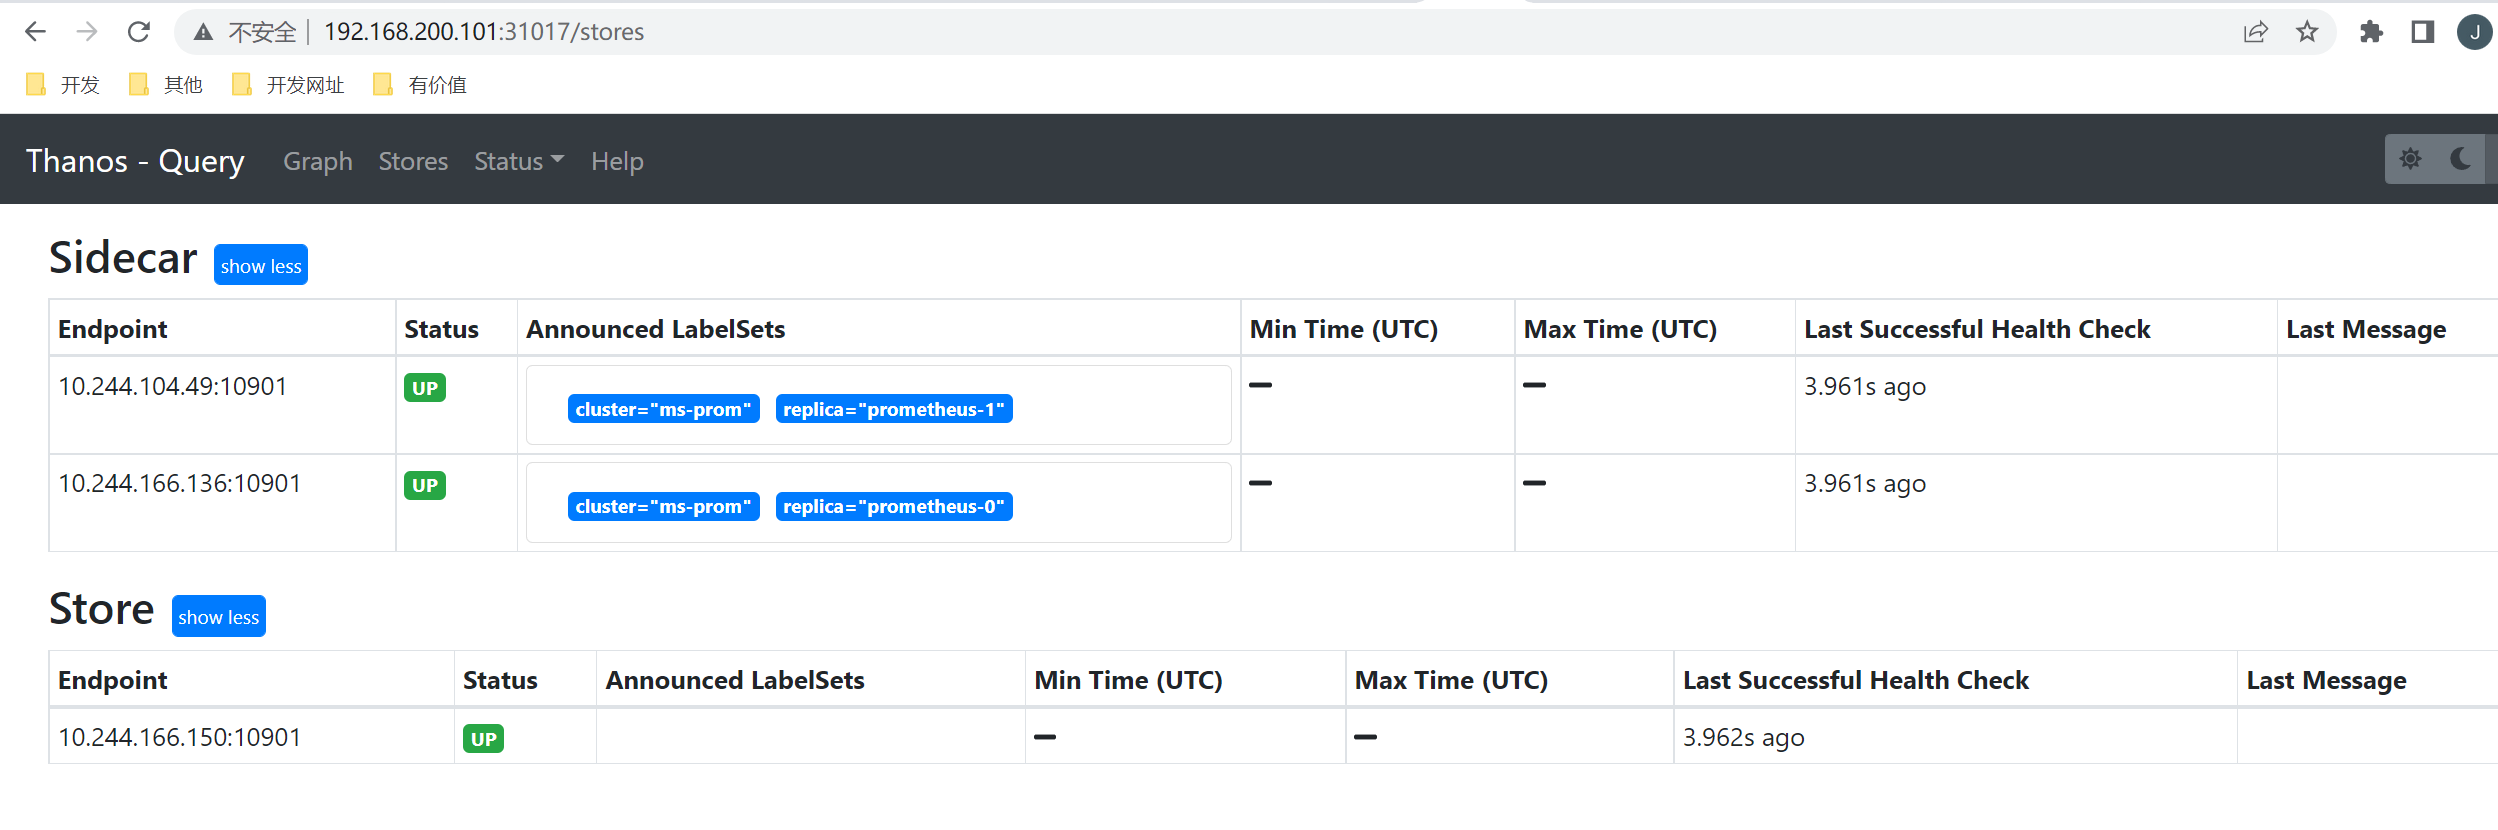 不安全 192.168.200.101:31017/stores J
开发 其他 开发网址 有价值
Thanos - Query Graph Stores Status Help
Sidecar show less
Endpoint Status Announced LabelSets Min Time (UTC) Max Time (UTC) Last Successful Health Check Last Message
10.244.104.49:10901 UP cluster="ms-prom" replica="prometheus-1" 3.961s ago
10.244.166.136:10901 UP cluster="ms-prom" replica="prometheus-0" 3.961s ago
Store show less
Endpoint Status Announced LabelSets Min Time (UTC) Max Time (UTC) Last Successful Health Check Last Message
10.244.166.150:10901 UP 3.962s ago